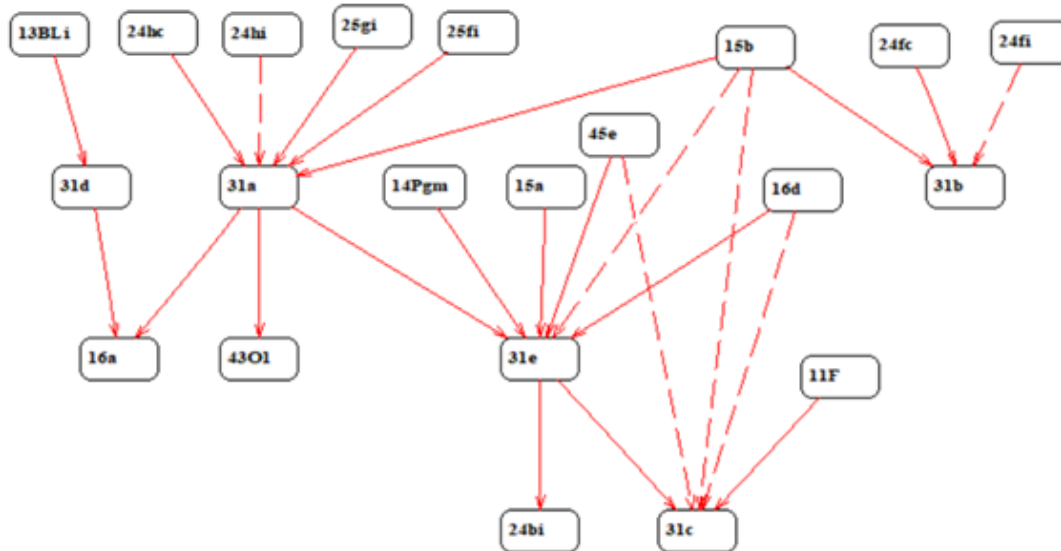 13BLi
24hc
24hi
25gi
25fi
15b
24fc
24fi
45e
31d
31a
14Pgm
15a
16d
31b
16a
43O1
31e
11F
24bi
31c